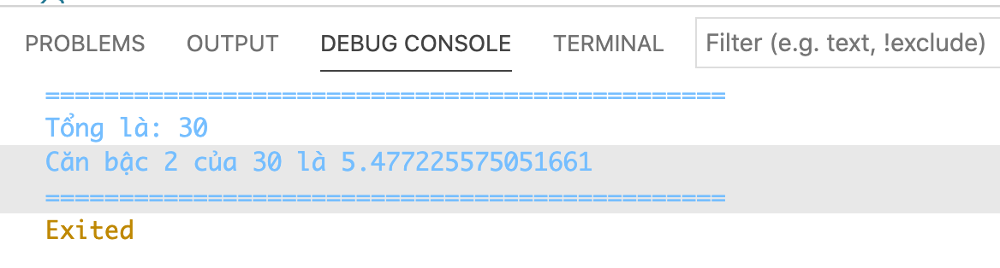 PROBLEMS OUTPUT DEBUG CONSOLE TERMINAL Filter (e.g. text, !exclude)
==============================================
Tổng là: 30
Căn bậc 2 của 30 là 5.477225575051661
==============================================
Exited